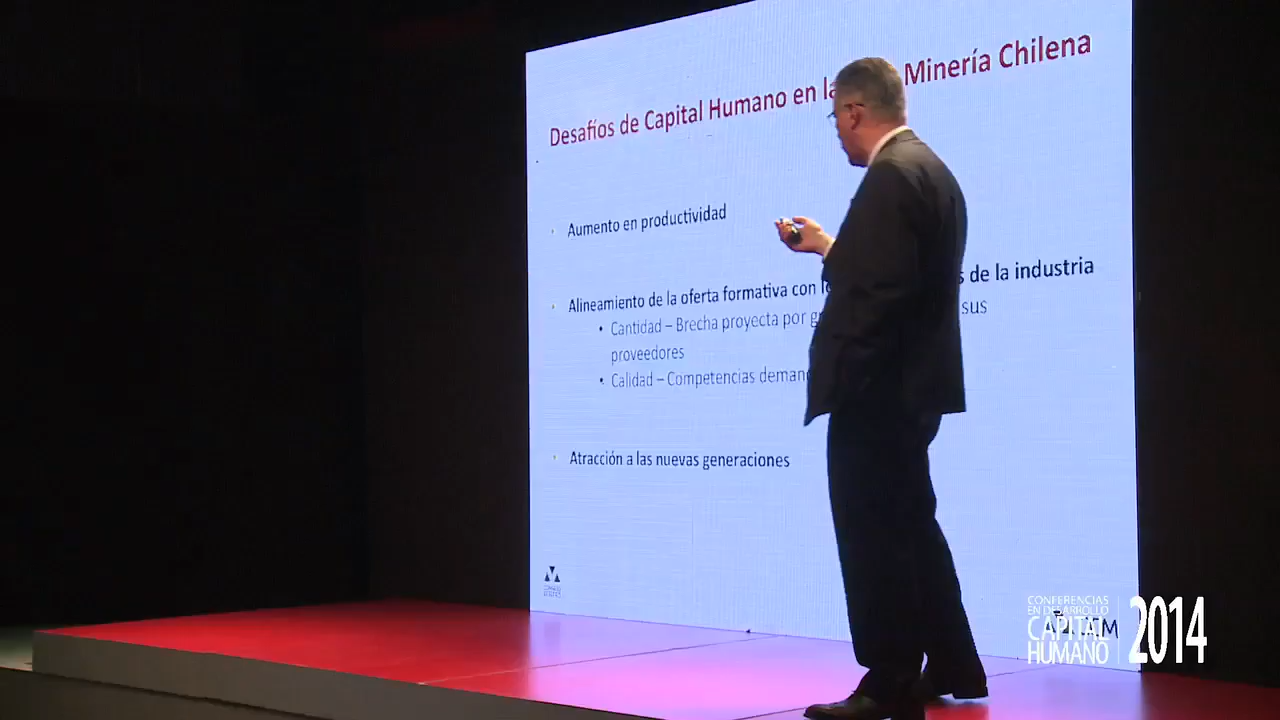 Desafíos de Capital Humano en la Minería Chilena
Aumento en productividad
Alineamiento de la oferta formativa con de la industria
• Cantidad – Brecha proyecta por sus
proveedores
• Calidad – Competencias
Atracción a las nuevas generaciones
CONFERENCIAS
EN DESARROLLO
CAPITAL
HUMANO
2014